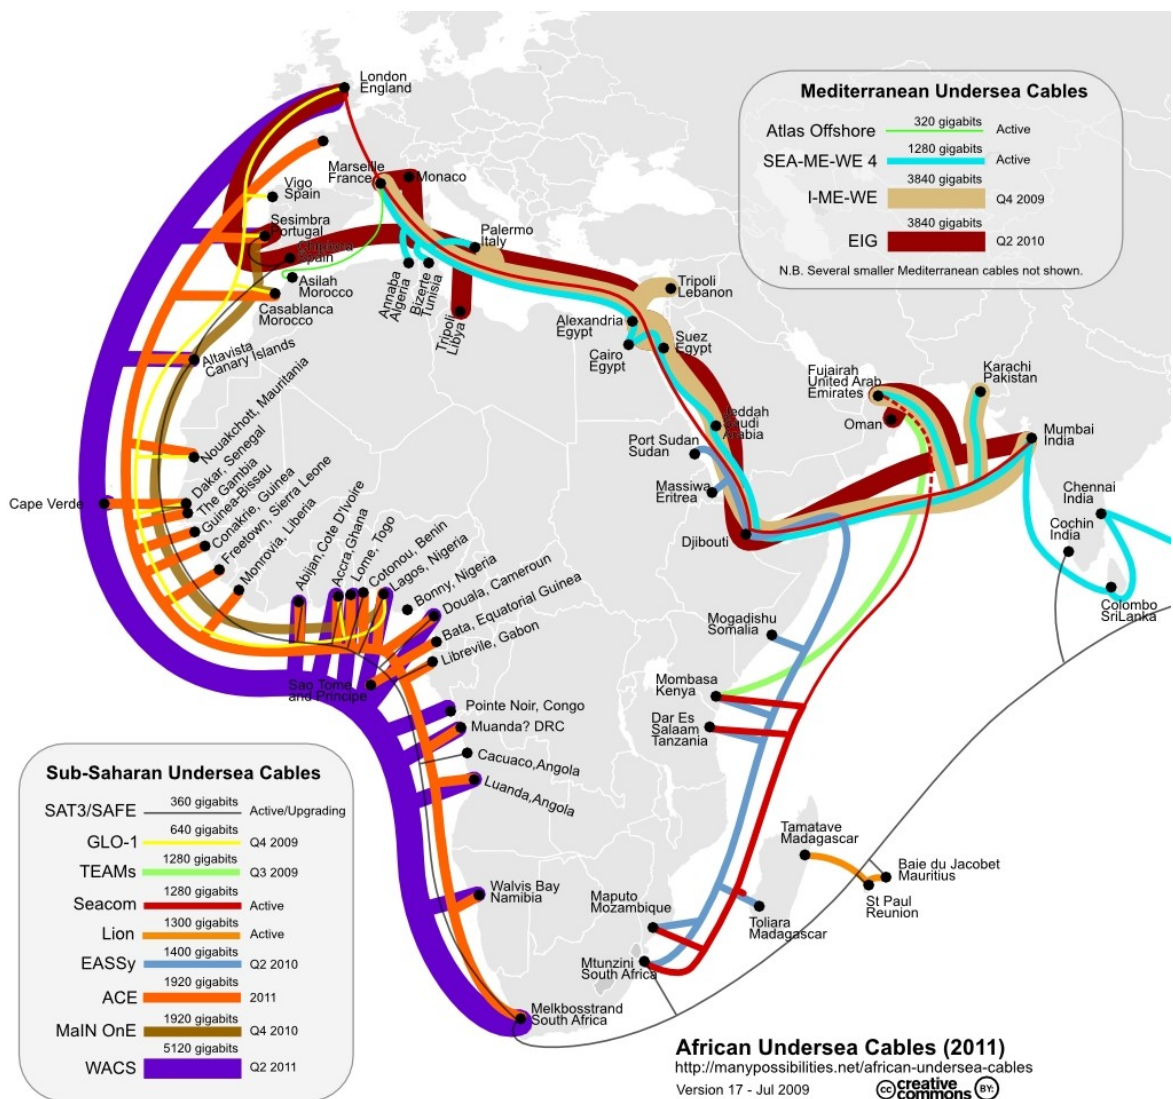 London
England
Vigo
Spain
Marseille
France
Monaco
Sesimbra
Portugal
Chipiona
Spain
Palermo
Italy
Asilah
Morocco
Casablanca
Morocco
Annaba
Algeria
Bizerte
Tunisia
Tripoli
Libya
Tripoli
Lebanon
Alexandria
Egypt
Cairo
Egypt
Suez
Egypt
Altavista
Canary Islands
Jeddah
Saudi
Arabia
Port Sudan
Sudan
Massiwa
Eritrea
Djibouti
Fujairah
United Arab
Emirates
Oman
Karachi
Pakistan
Mumbai
India
Chennai
India
Cochin
India
Colombo
SriLanka
Cape Verde
Nouakchott, Mauritania
Dakar, Senegal
The Gambia
Guinea-Bissau
Conakrie, Guinea
Freetown, Sierra Leone
Monrovia, Liberia
Abijan,Cote D'Ivoire
Accra,Ghana
Lome, Togo
Cotonou, Benin
Lagos, Nigeria
Bonny, Nigeria
Douala, Cameroun
Bata, Equatorial Guinea
Librevile, Gabon
Sao Tome
and Principe
Pointe Noir, Congo
Muanda? DRC
Cacuaco,Angola
Luanda,Angola
Walvis Bay
Namibia
Melkbosstrand
South Africa
Mogadishu
Somalia
Mombasa
Kenya
Dar Es
Salaam
Tanzania
Maputo
Mozambique
Mtunzini
South Africa
Toliara
Madagascar
Tamatave
Madagascar
Baie du Jacobet
Mauritius
St Paul
Reunion
Mediterranean Undersea Cables
320 gigabits
Atlas Offshore Active
1280 gigabits
SEA-ME-WE 4 Active
3840 gigabits
I-ME-WE Q4 2009
3840 gigabits
EIG Q2 2010
N.B. Several smaller Mediterranean cables not shown.
Sub-Saharan Undersea Cables
360 gigabits
SAT3/SAFE Active/Upgrading
640 gigabits
GLO-1 Q4 2009
1280 gigabits
TEAMs Q3 2009
1280 gigabits
Seacom Active
1300 gigabits
Lion Active
1400 gigabits
EASSy Q2 2010
1920 gigabits
ACE 2011
1920 gigabits
MaIN OnE Q4 2010
5120 gigabits
WACS Q2 2011
African Undersea Cables (2011)
http://manypossibilities.net/african-undersea-cables
Version 17 - Jul 2009
cc creative commons BY: